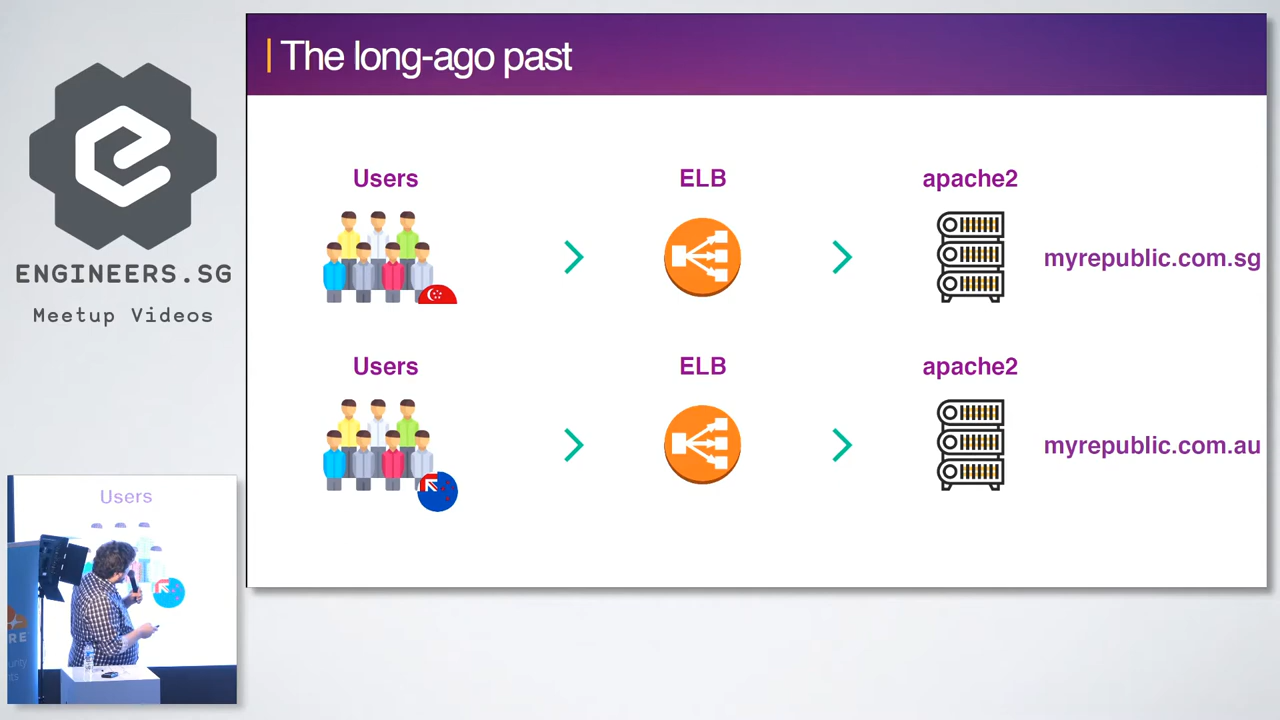 The long-ago past
Users
ELB
apache2
myrepublic.com.sg
Users
ELB
apache2
myrepublic.com.au
ENGINEERS.SG
Meetup Videos
Users
RE